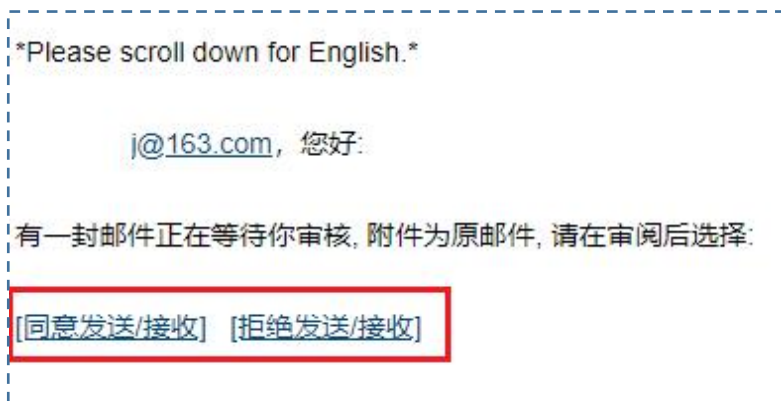 *Please scroll down for English.*
j@163.com，您好:
有一封邮件正在等待你审核, 附件为原邮件, 请在审阅后选择:
[同意发送/接收] [拒绝发送/接收]